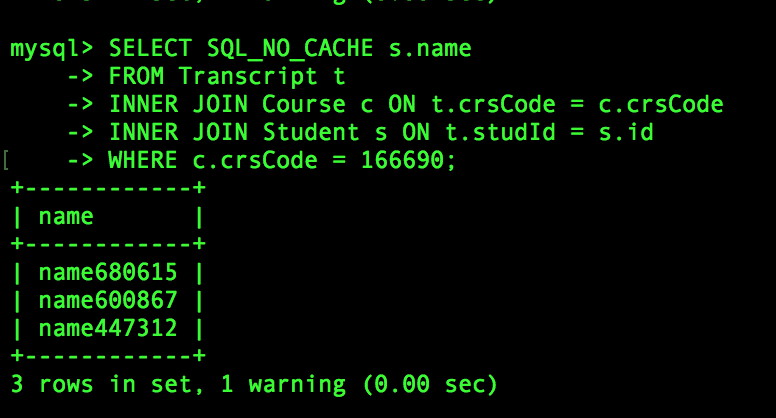 mysql> SELECT SQL_NO_CACHE s.name
-> FROM Transcript t
-> INNER JOIN Course c ON t.crsCode = c.crsCode
-> INNER JOIN Student s ON t.studId = s.id
[ -> WHERE c.crsCode = 166690;
+------------+
| name       |
+------------+
| name680615 |
| name600867 |
| name447312 |
+------------+
3 rows in set, 1 warning (0.00 sec)